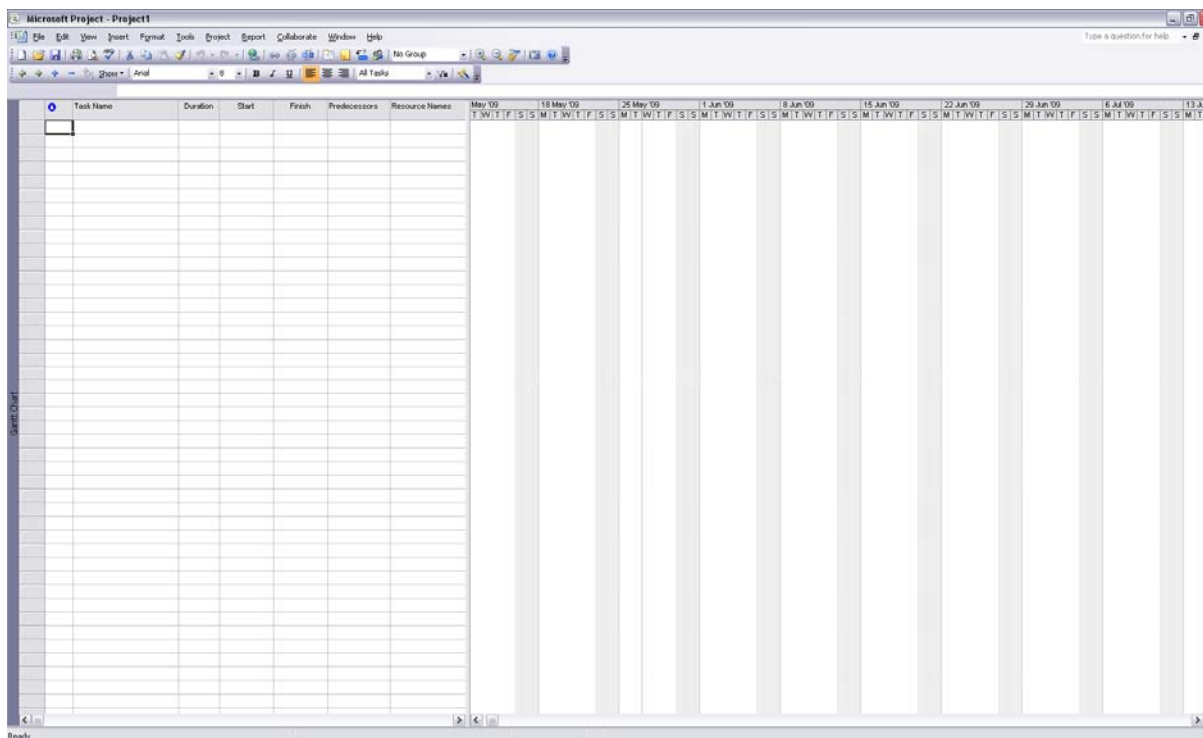 Microsoft Project - Project1
File Edit View Insert Format Tools Project Report Collaborate Window Help
Type a question for help
No Group
Show Arial 8 B I U All Tasks
Task Name Duration Start Finish Predecessors Resource Names
May '09 18 May '09 25 May '09 1 Jun '09 8 Jun '09 15 Jun '09 22 Jun '09 29 Jun '09 6 Jul '09 13 J
T W T F S S M T W T F S S M T W T F S S M T W T F S S M T W T F S S M T W T F S S M T W T F S S M T W T F S S M T W T F S S M T
Gantt Chart
Ready